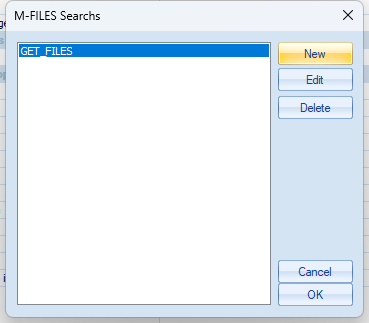 M-FILES Searchs
GET_FILES
New
Edit
Delete
Cancel
OK